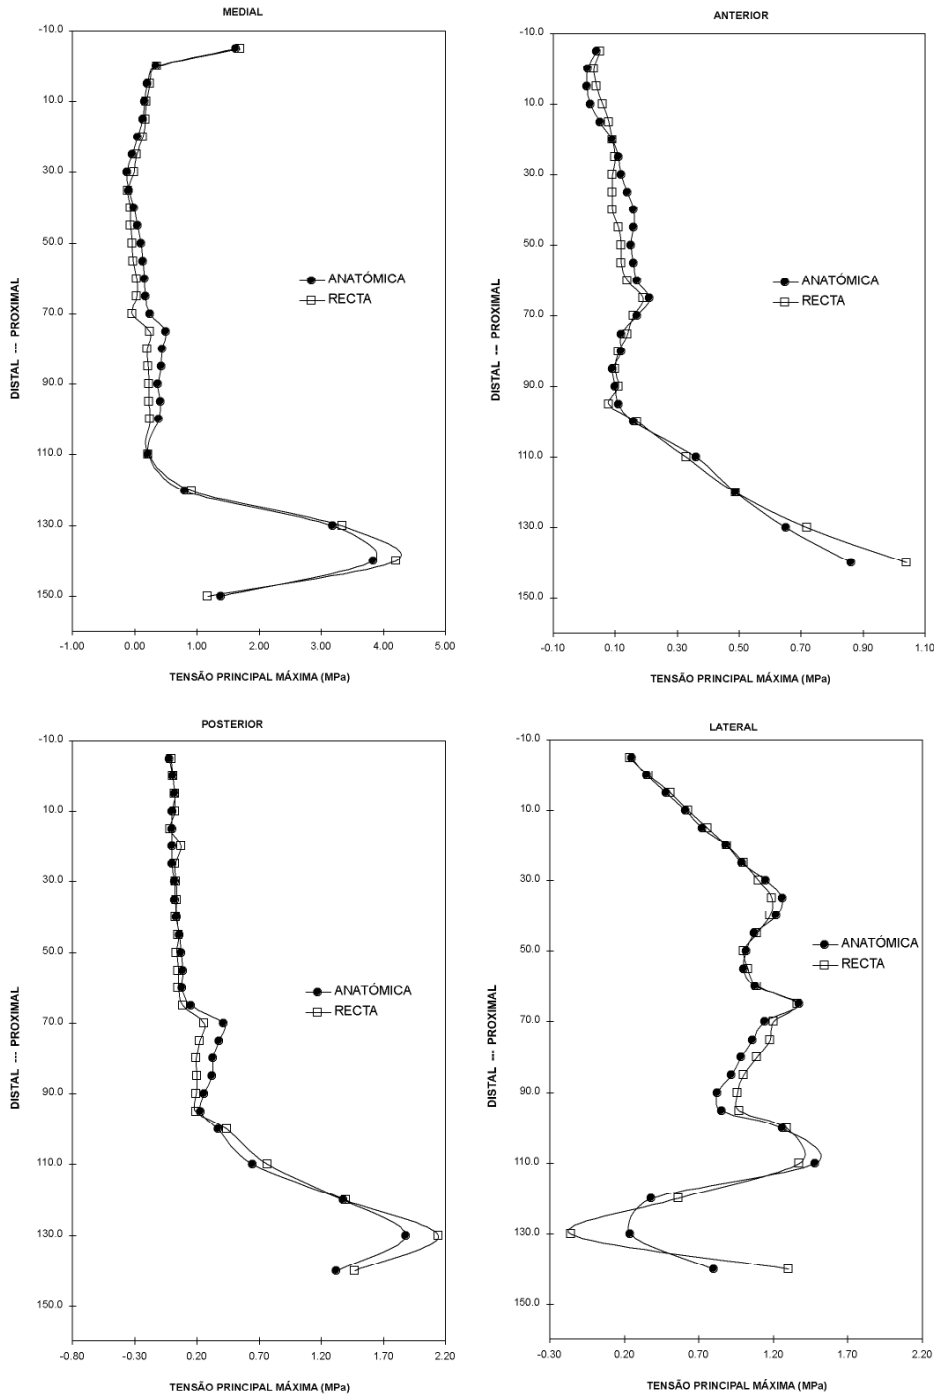 MEDIAL
-10.0
10.0
30.0
50.0
70.0
90.0
110.0
130.0
150.0
DISTAL --- PROXIMAL
ANATÓMICA
RECTA
-1.00 0.00 1.00 2.00 3.00 4.00 5.00
TENSÃO PRINCIPAL MÁXIMA (MPa)
ANTERIOR
-10.0
10.0
30.0
50.0
70.0
90.0
110.0
130.0
150.0
DISTAL --- PROXIMAL
ANATÓMICA
RECTA
-0.10 0.10 0.30 0.50 0.70 0.90 1.10
TENSÃO PRINCIPAL MÁXIMA (MPa)
POSTERIOR
-10.0
10.0
30.0
50.0
70.0
90.0
110.0
130.0
150.0
DISTAL --- PROXIMAL
ANATÓMICA
RECTA
-0.80 -0.30 0.20 0.70 1.20 1.70 2.20
TENSÃO PRINCIPAL MÁXIMA (MPa)
LATERAL
-10.0
10.0
30.0
50.0
70.0
90.0
110.0
130.0
150.0
DISTAL --- PROXIMAL
ANATÓMICA
RECTA
-0.30 0.20 0.70 1.20 1.70 2.20
TENSÃO PRINCIPAL MÁXIMA (MPa)